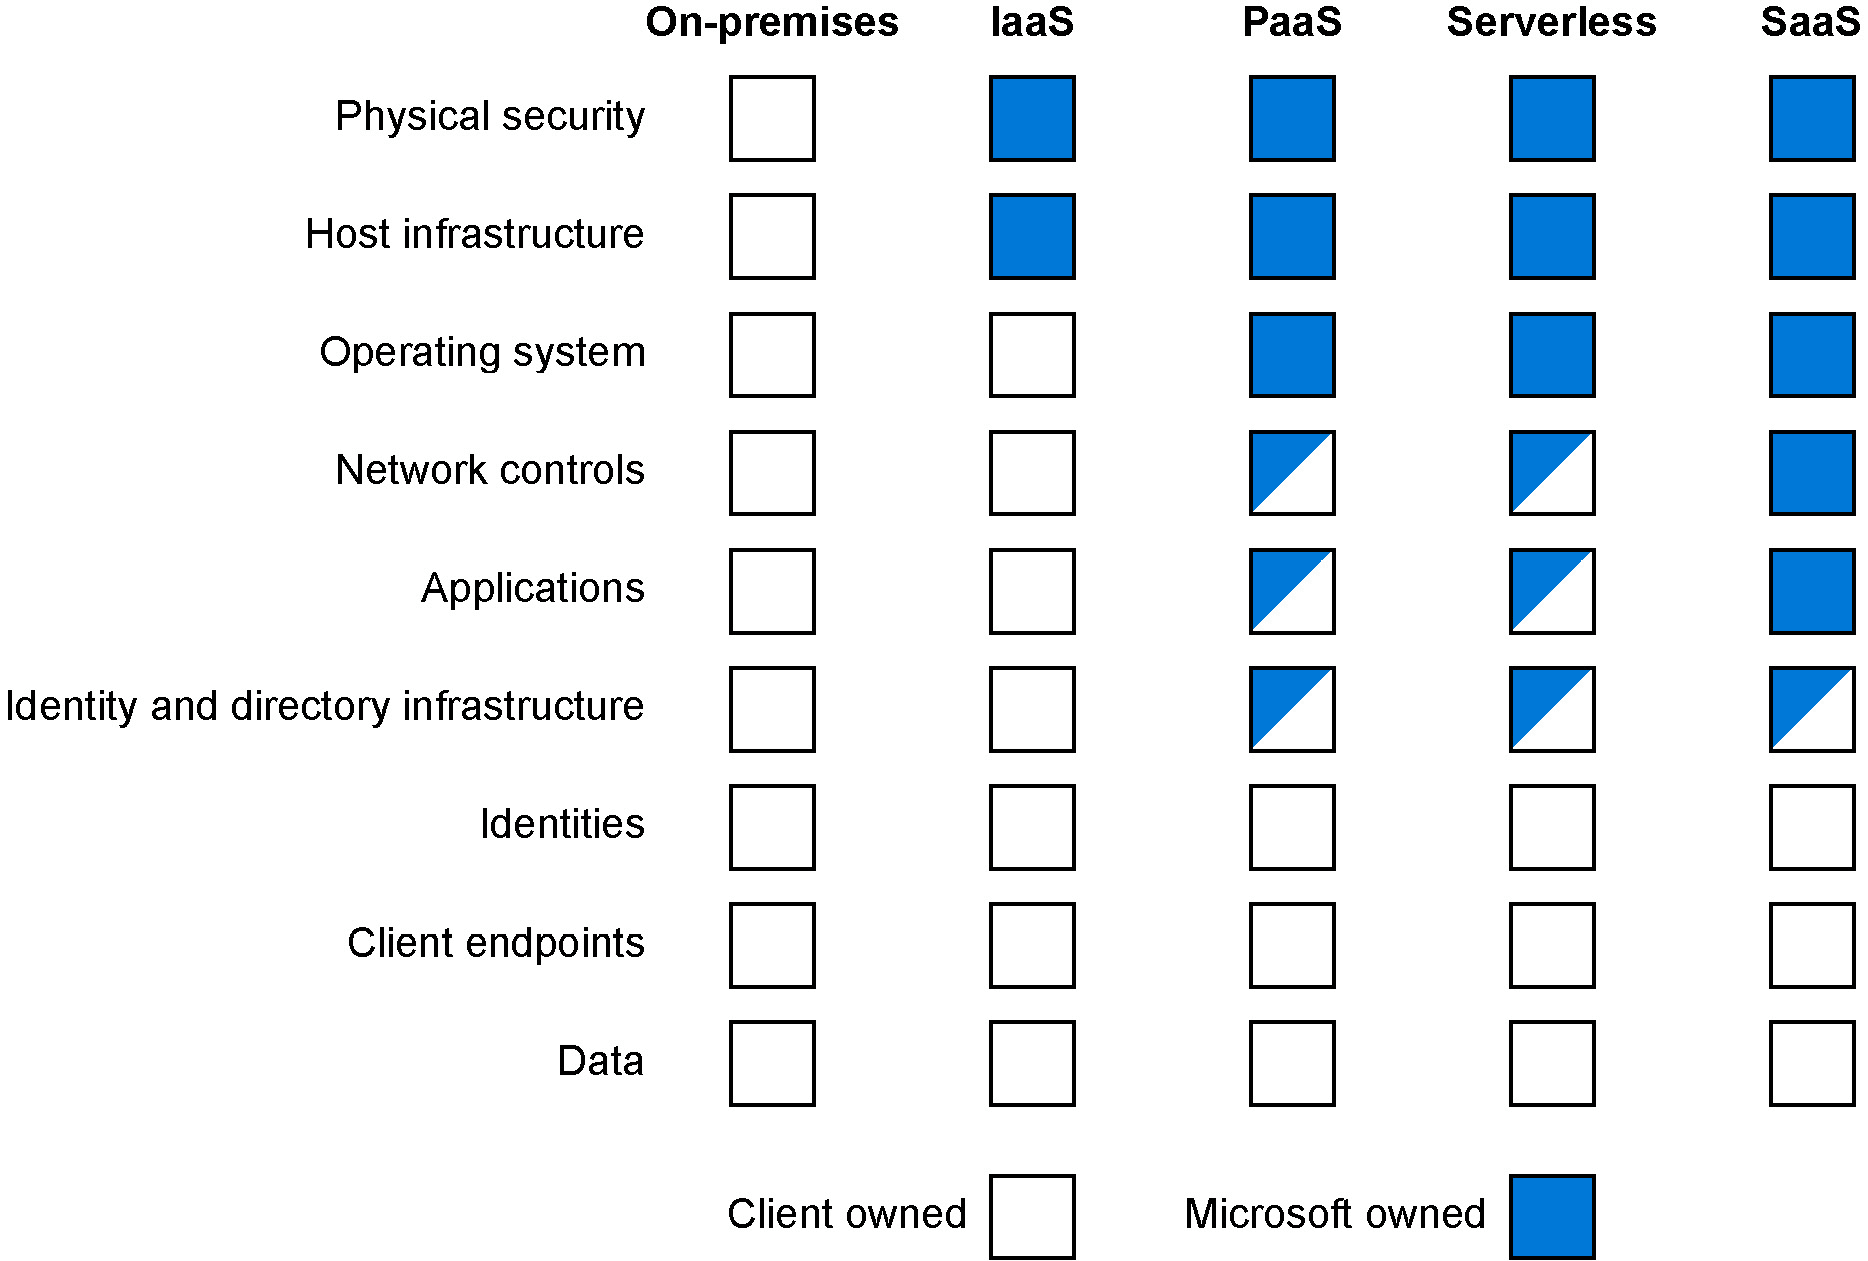 On-premises IaaS PaaS Serverless SaaS
Physical security
Host infrastructure
Operating system
Network controls
Applications
Identity and directory infrastructure
Identities
Client endpoints
Data
Client owned Microsoft owned